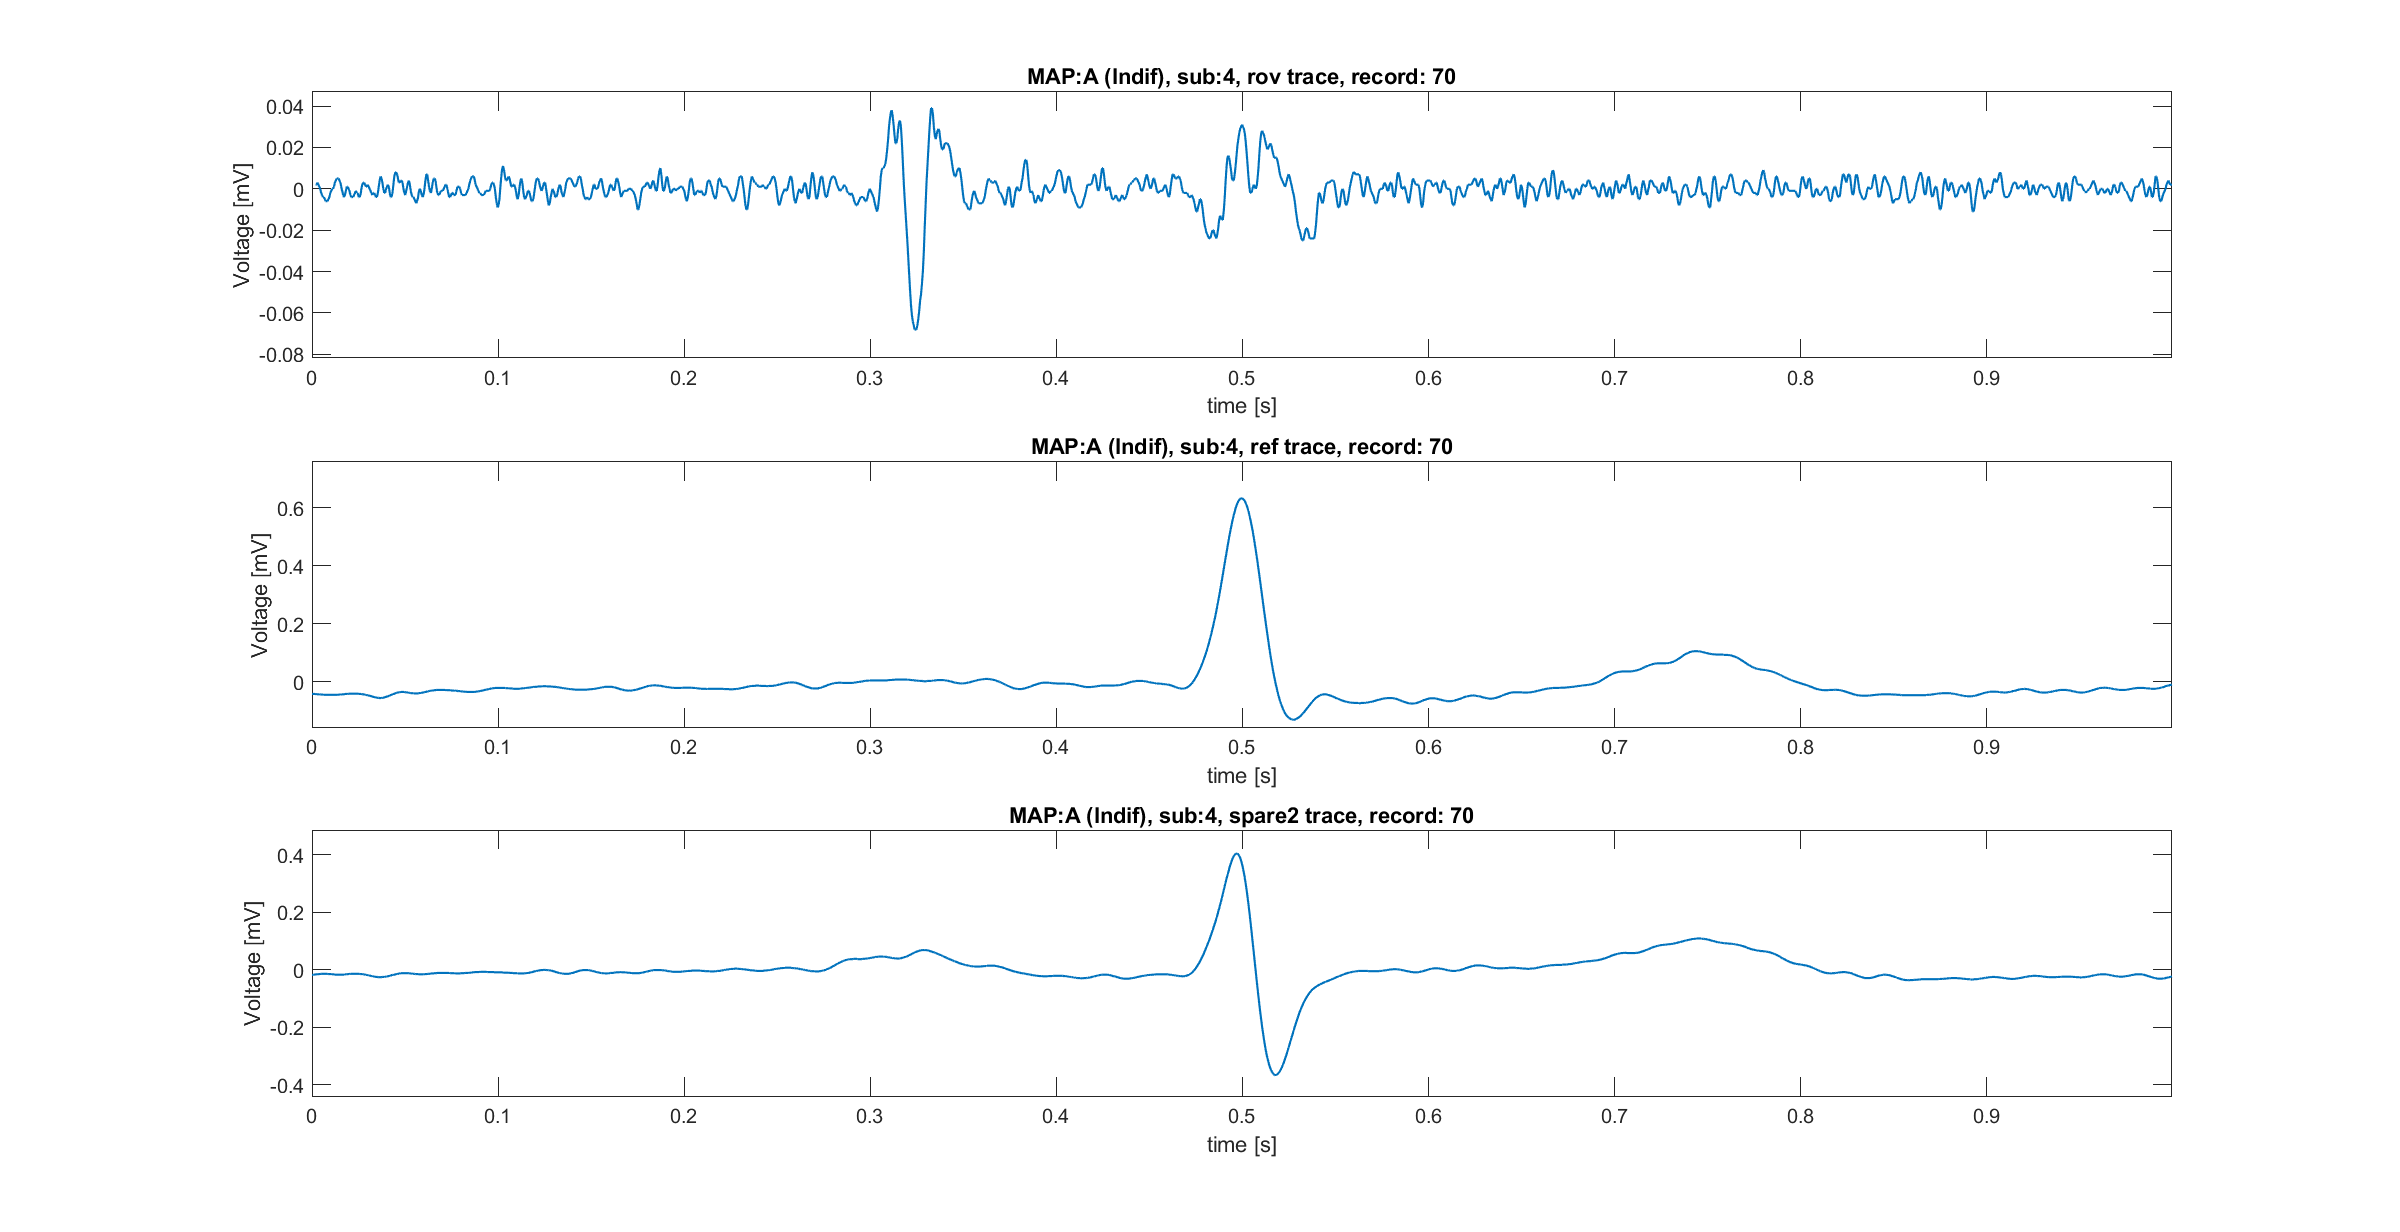 MAP:A (Indif), sub:4, rov trace, record: 70
Voltage [mV]
0.04
0.02
0
-0.02
-0.04
-0.06
-0.08
0 0.1 0.2 0.3 0.4 0.5 0.6 0.7 0.8 0.9
time [s]
MAP:A (Indif), sub:4, ref trace, record: 70
Voltage [mV]
0.6
0.4
0.2
0
0 0.1 0.2 0.3 0.4 0.5 0.6 0.7 0.8 0.9
time [s]
MAP:A (Indif), sub:4, spare2 trace, record: 70
Voltage [mV]
0.4
0.2
0
-0.2
-0.4
0 0.1 0.2 0.3 0.4 0.5 0.6 0.7 0.8 0.9
time [s]